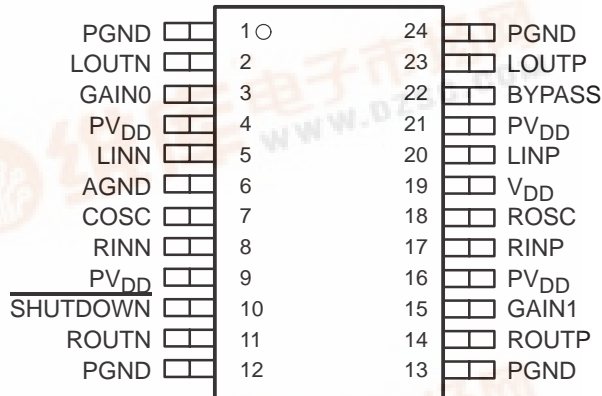 PGND 1 24 PGND
LOUTN 2 23 LOUTP
GAIN0 3 22 BYPASS
PVDD 4 21 PVDD
LINN 5 20 LINP
AGND 6 19 VDD
COSC 7 18 ROSC
RINN 8 17 RINP
PVDD 9 16 PVDD
SHUTDOWN 10 15 GAIN1
ROUTN 11 14 ROUTP
PGND 12 13 PGND